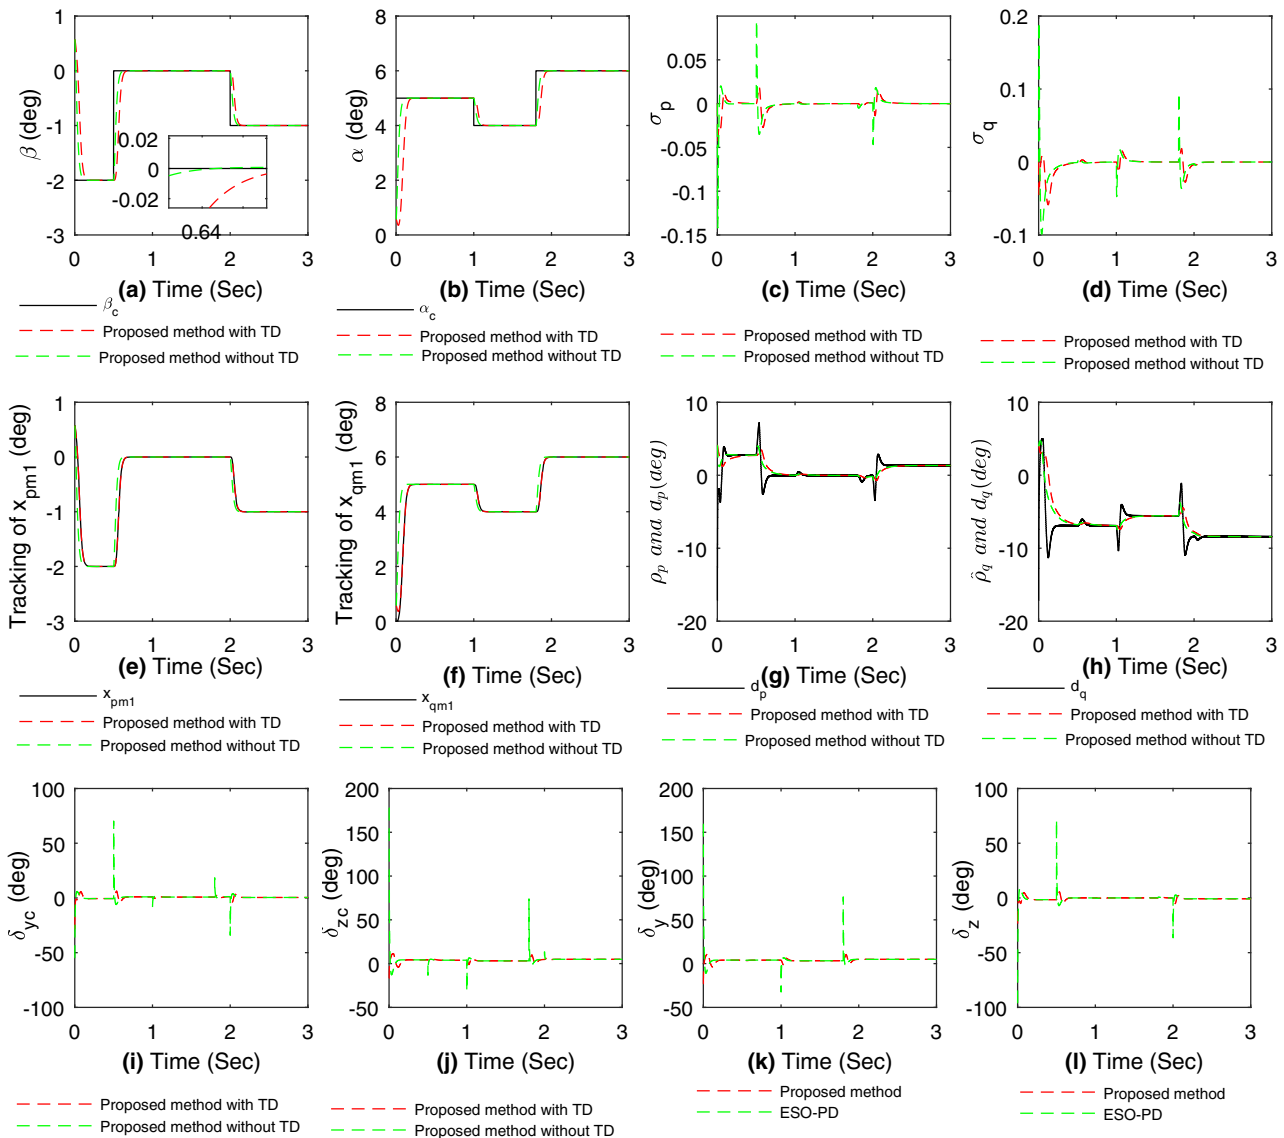 1
0
-1
-2
-3
β (deg)
0.02
0
-0.02
0.64
0 1 2 3
(a) Time (Sec)
β_c
Proposed method with TD
Proposed method without TD
8
6
4
2
0
α (deg)
0 1 2 3
(b) Time (Sec)
α_c
Proposed method with TD
Proposed method without TD
0.05
0
-0.05
-0.1
-0.15
σ_p
0 1 2 3
(c) Time (Sec)
Proposed method with TD
Proposed method without TD
0.2
0.1
0
-0.1
σ_q
0 1 2 3
(d) Time (Sec)
Proposed method with TD
Proposed method without TD
1
0
-1
-2
-3
Tracking of x_pm1 (deg)
0 1 2 3
(e) Time (Sec)
x_pm1
Proposed method with TD
Proposed method without TD
8
6
4
2
0
Tracking of x_qm1 (deg)
0 1 2 3
(f) Time (Sec)
x_qm1
Proposed method with TD
Proposed method without TD
10
0
-10
-20
ρ_p and d_p(deg)
0 1 2 3
(g) Time (Sec)
d_p
Proposed method with TD
Proposed method without TD
10
0
-10
-20
ρ̂_q and d_q(deg)
0 1 2 3
(h) Time (Sec)
d_q
Proposed method with TD
Proposed method without TD
100
50
0
-50
-100
δ_yc (deg)
0 1 2 3
(i) Time (Sec)
Proposed method with TD
Proposed method without TD
200
150
100
50
0
-50
δ_zc (deg)
0 1 2 3
(j) Time (Sec)
Proposed method with TD
Proposed method without TD
200
150
100
50
0
-50
δ_y (deg)
0 1 2 3
(k) Time (Sec)
Proposed method
ESO-PD
100
50
0
-50
-100
δ_z (deg)
0 1 2 3
(l) Time (Sec)
Proposed method
ESO-PD